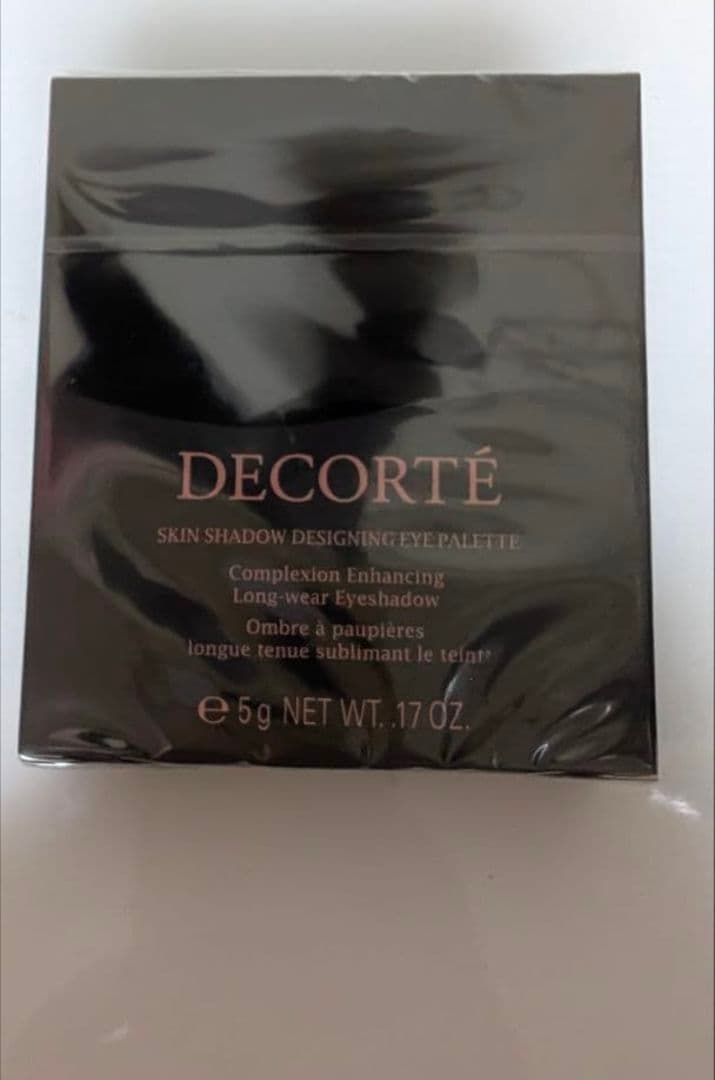 DECORTÉ
SKIN SHADOW DESIGNING EYE PALETTE
Complexion Enhancing
Long-wear Eyeshadow
Ombre à paupières
longue tenue sublimant le teint
℮ 5g NET WT. .17 OZ.